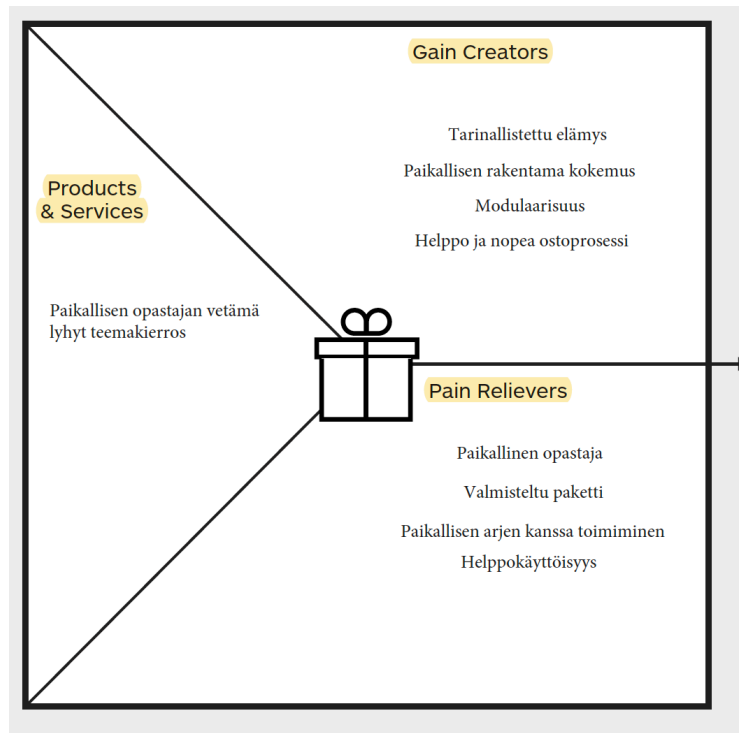 Gain Creators
Tarinallistettu elämys
Paikallisen rakentama kokemus
Modulaarisuus
Helppo ja nopea ostoprosessi
Products
& Services
Paikallisen opastajan vetämä
lyhyt teemakierros
Pain Relievers
Paikallinen opastaja
Valmisteltu paketti
Paikallisen arjen kanssa toimiminen
Helppokäyttöisyys